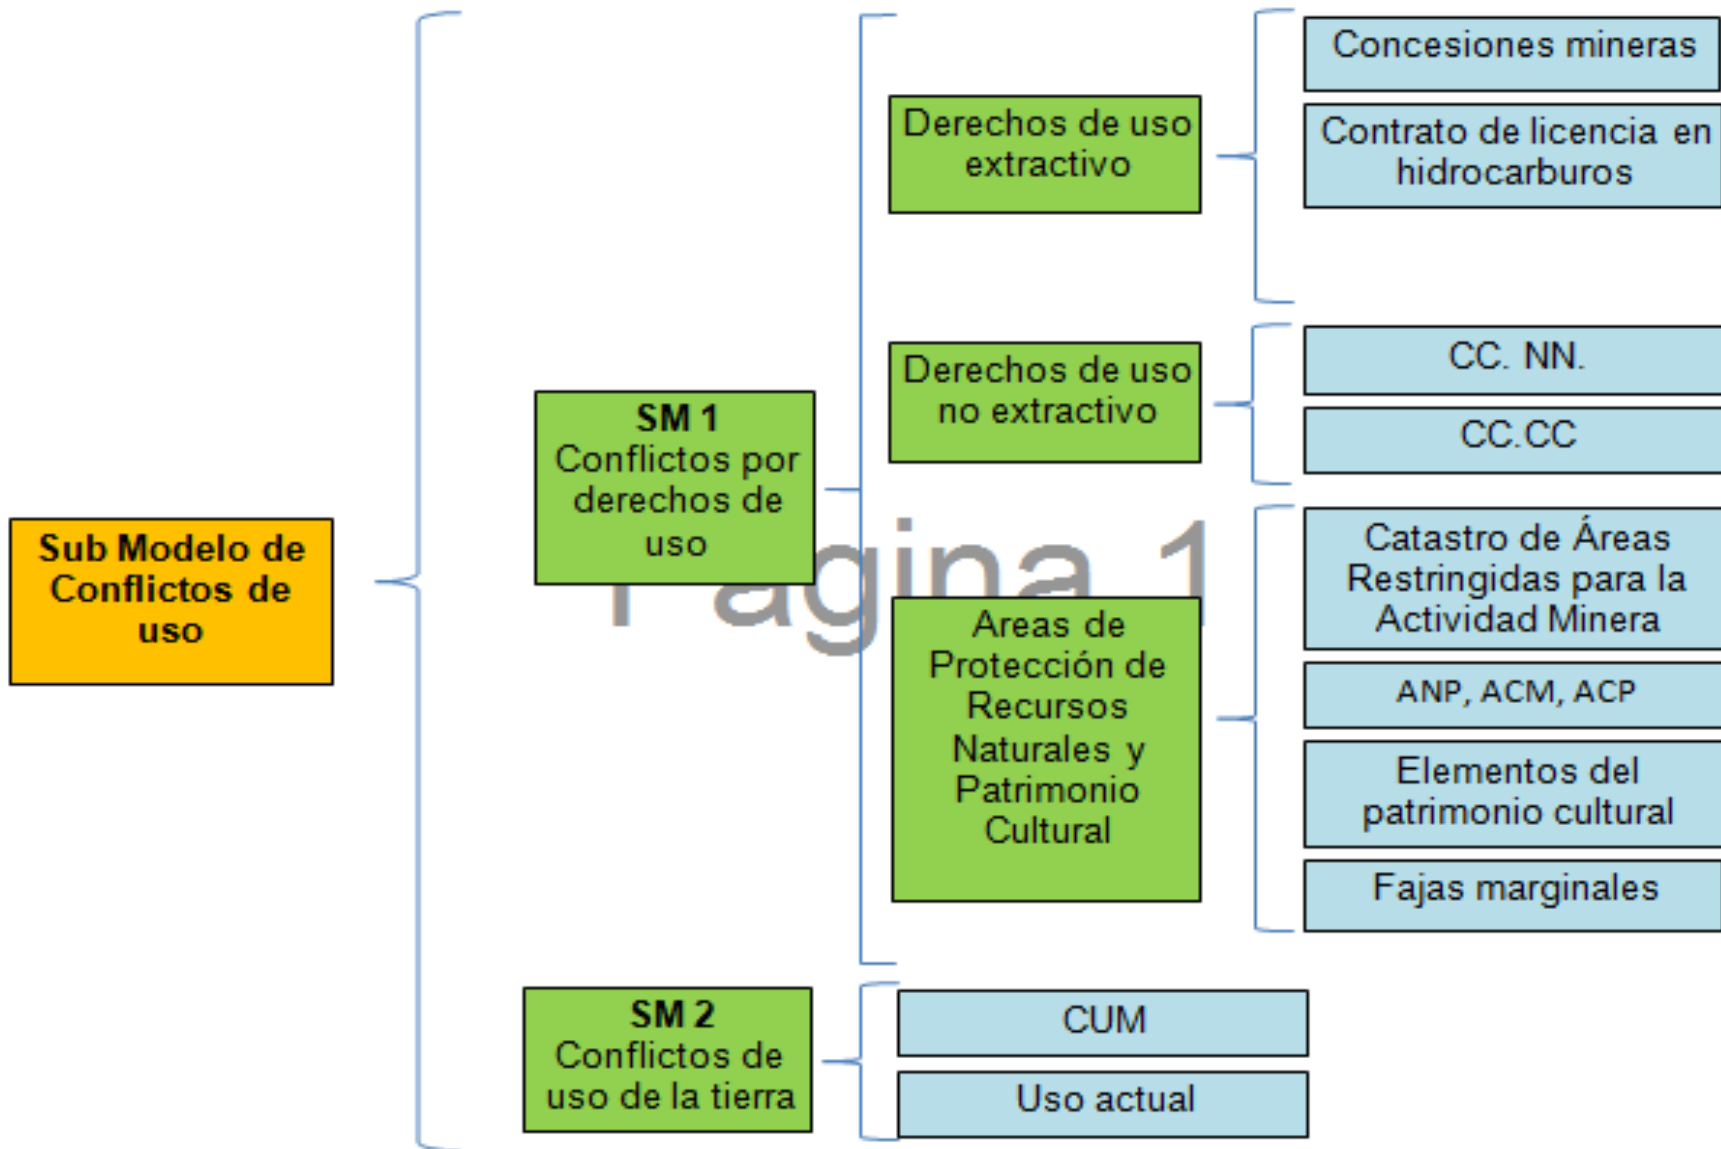 Sub Modelo de
Conflictos de
uso
SM 1
Conflictos por
derechos de
uso
Derechos de uso
extractivo
Concesiones mineras
Contrato de licencia en
hidrocarburos
Derechos de uso
no extractivo
CC. NN.
CC.CC
Areas de
Protección de
Recursos
Naturales y
Patrimonio
Cultural
Catastro de Áreas
Restringidas para la
Actividad Minera
ANP, ACM, ACP
Elementos del
patrimonio cultural
Fajas marginales
SM 2
Conflictos de
uso de la tierra
CUM
Uso actual
Página 1